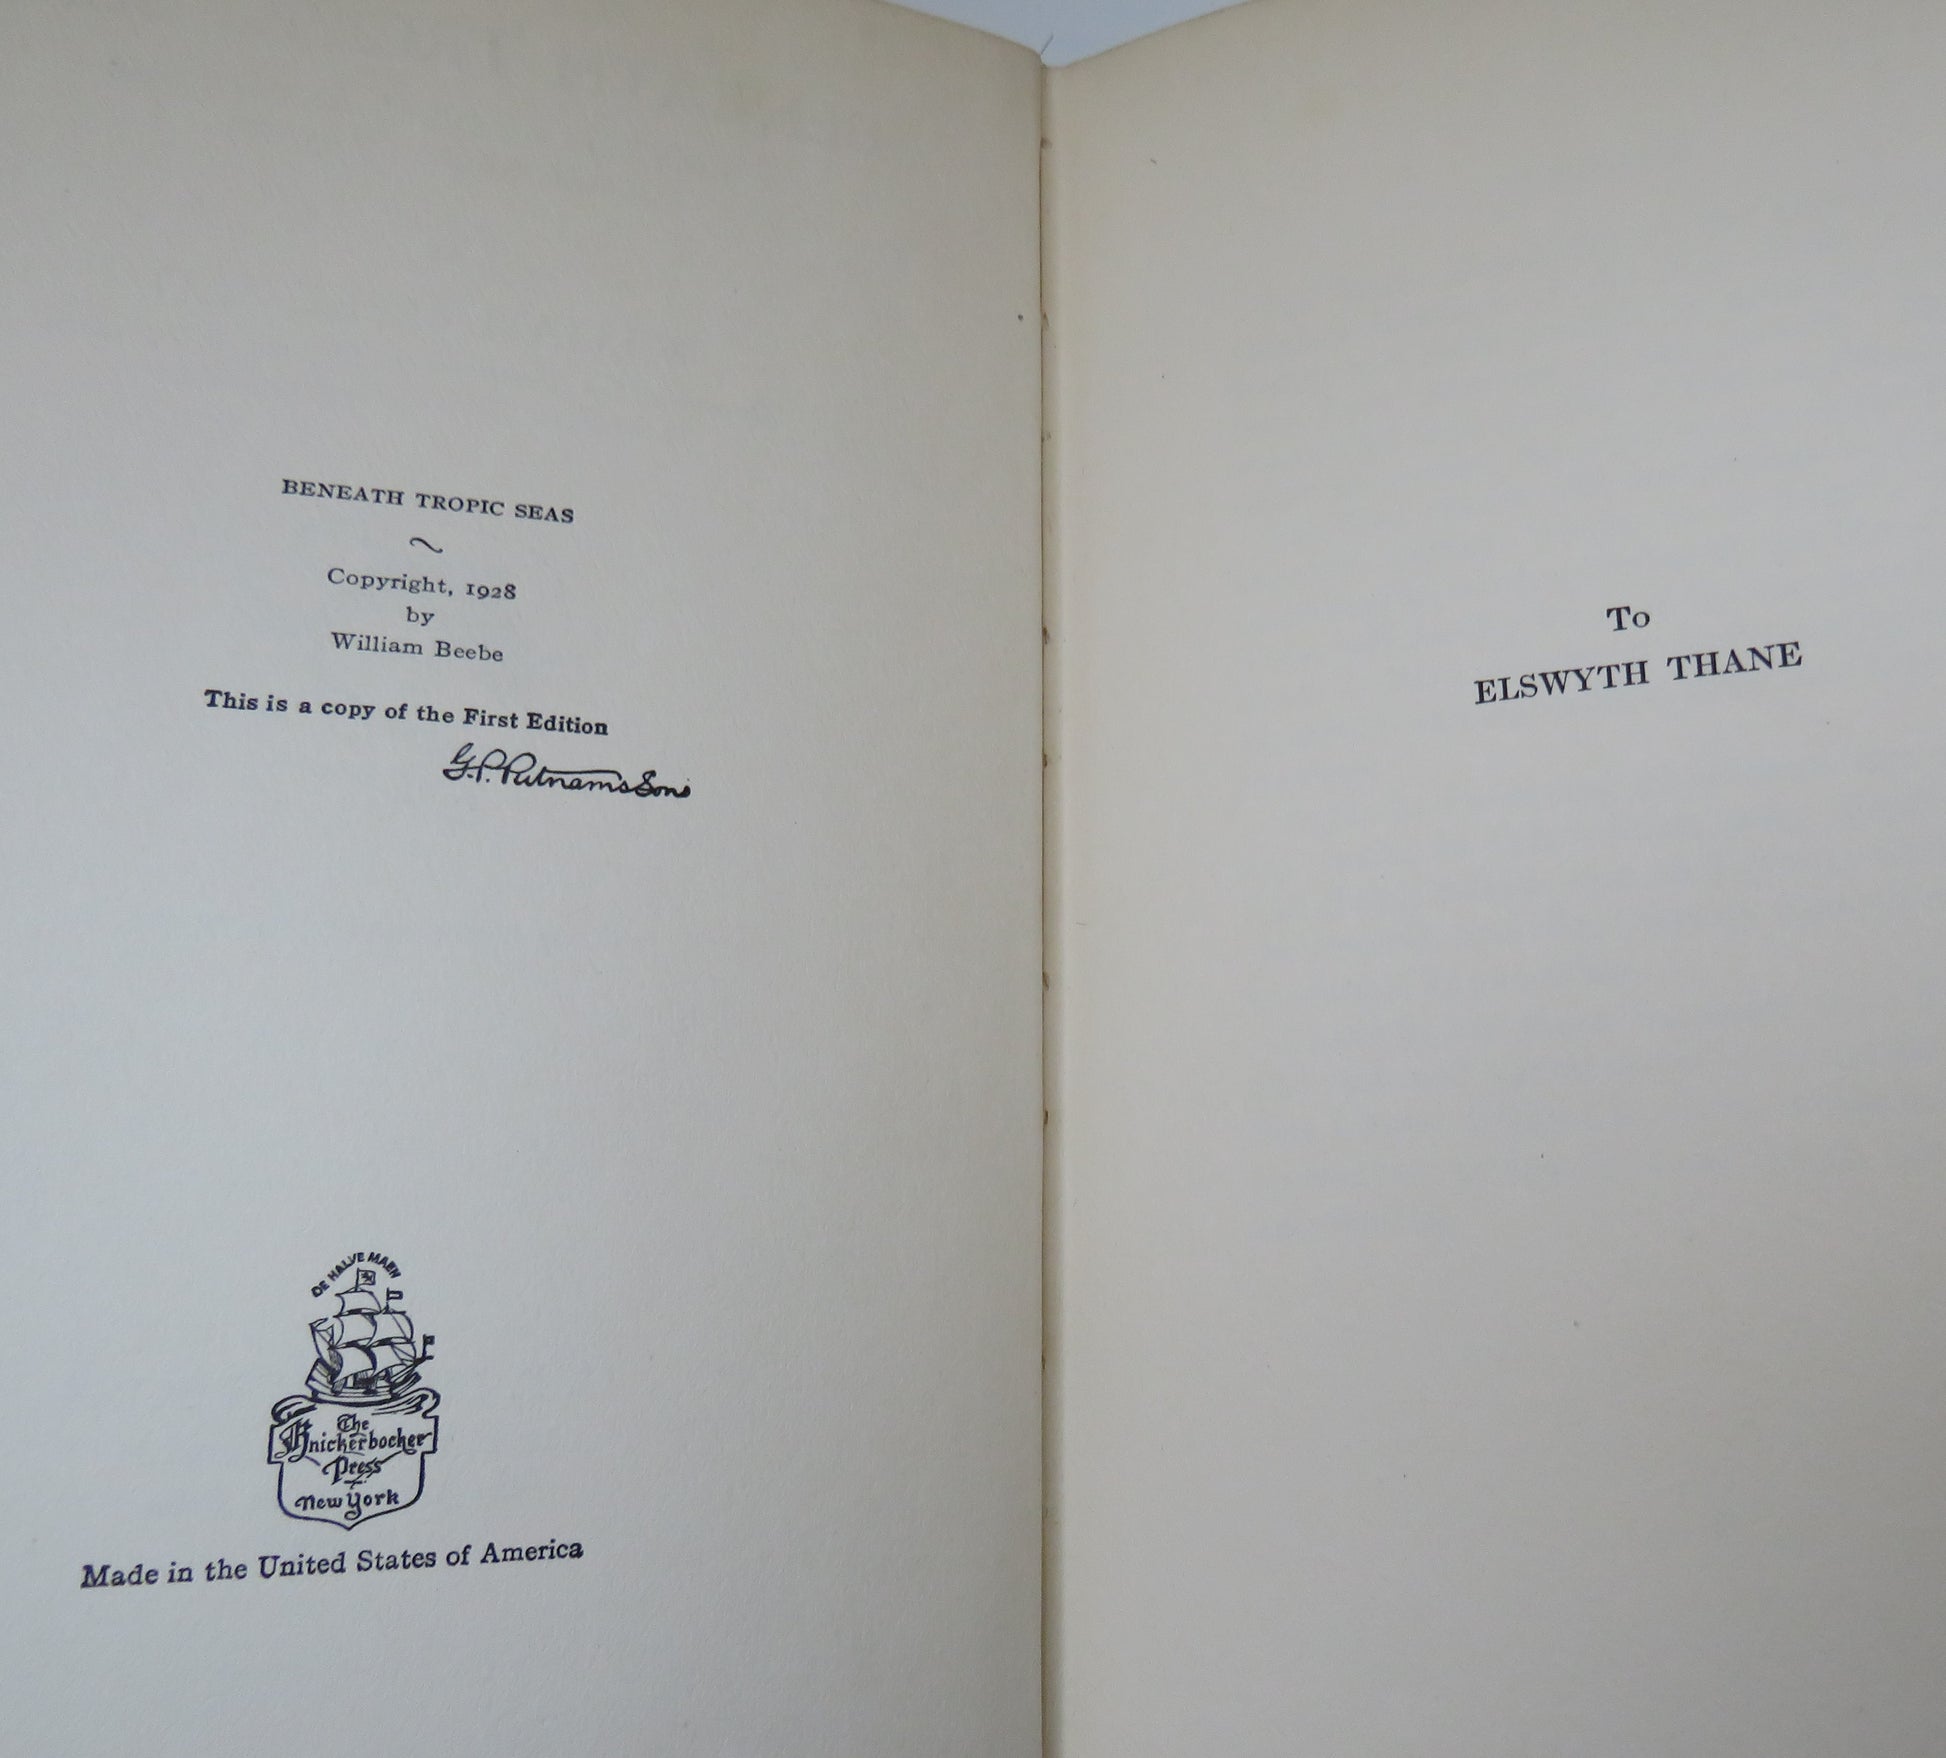 BENEATH TROPIC SEAS
~
Copyright, 1928
by
William Beebe
This is a copy of the First Edition
G. P. Putnam's Sons
DE HALVE MAEN
The
Knickerbocker
Press
New York
Made in the United States of America
To
ELSWYTH THANE